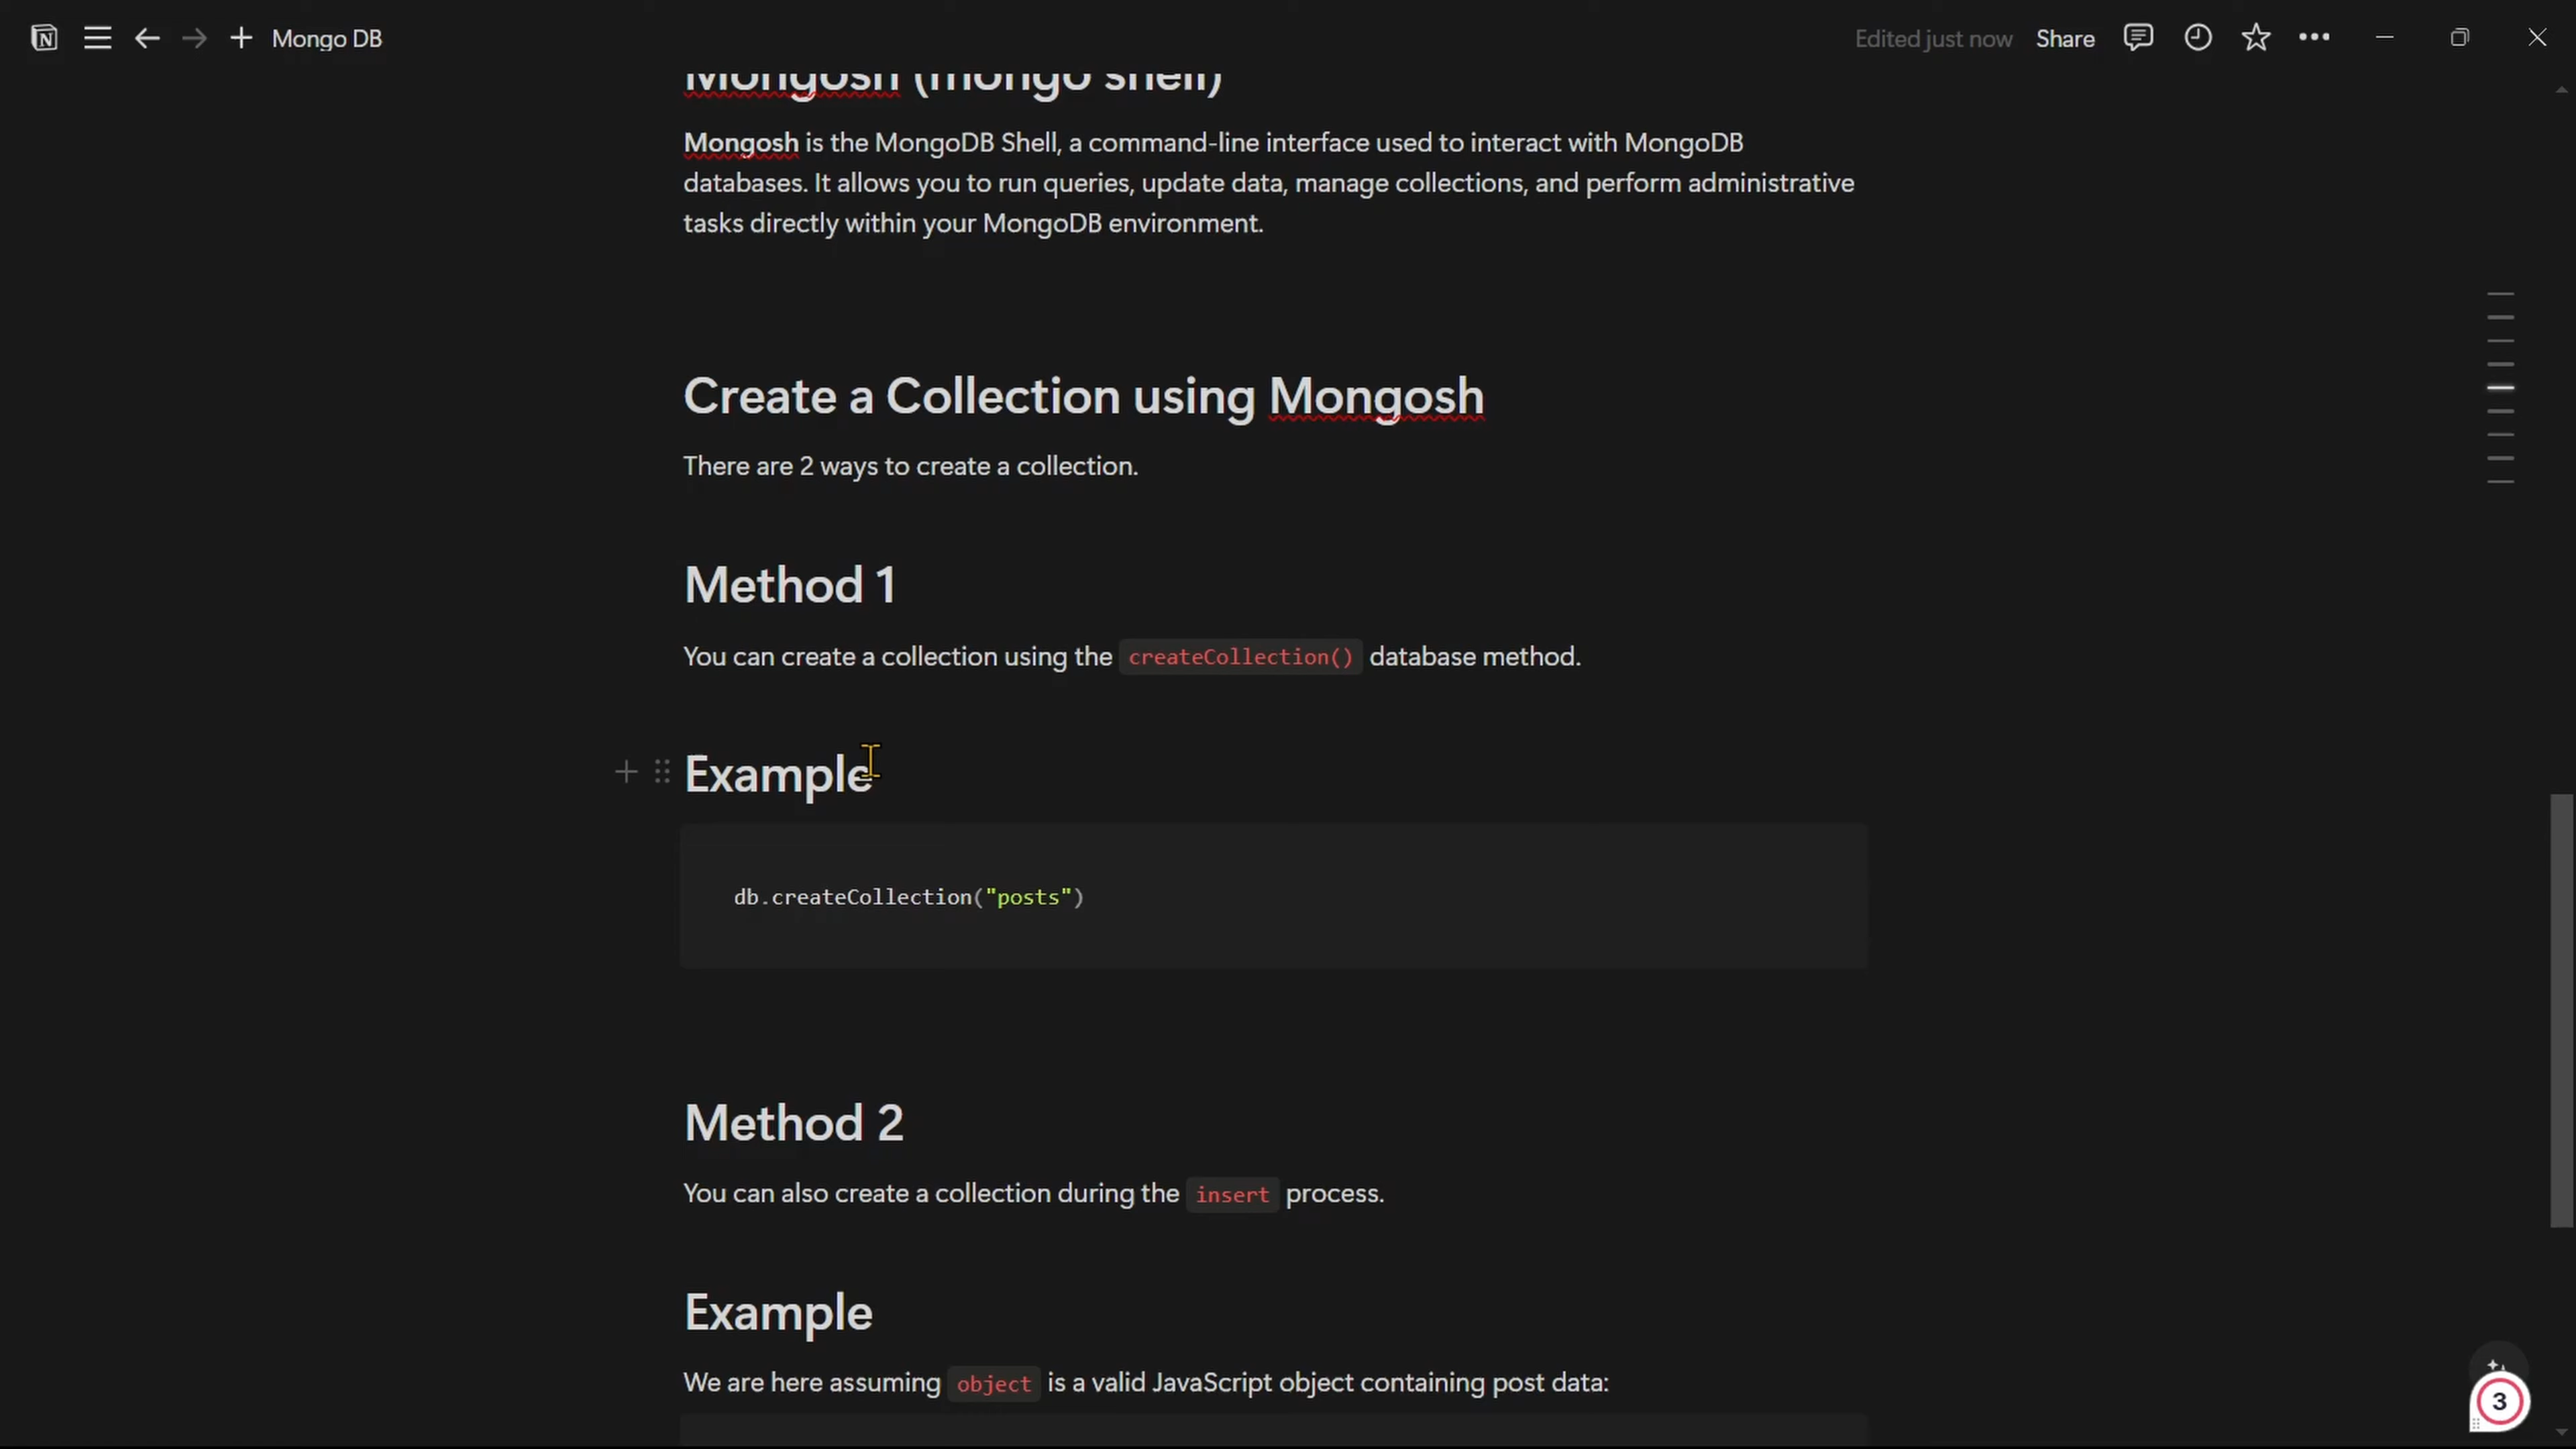 Mongo DB
Edited just now
Share
Mongosh (mongo shell)
Mongosh is the MongoDB Shell, a command-line interface used to interact with MongoDB
databases. It allows you to run queries, update data, manage collections, and perform administrative
tasks directly within your MongoDB environment.
Create a Collection using Mongosh
There are 2 ways to create a collection.
Method 1
You can create a collection using the createCollection() database method.
Example
db.createCollection("posts")
Method 2
You can also create a collection during the insert process.
Example
We are here assuming object is a valid JavaScript object containing post data:
3